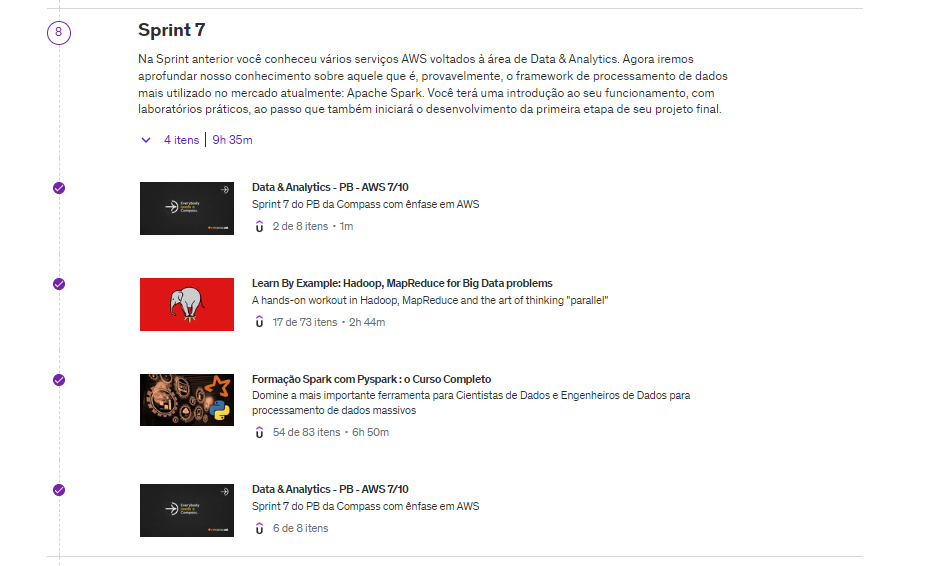 8
Sprint 7
Na Sprint anterior você conheceu vários serviços AWS voltados à área de Data & Analytics. Agora iremos
aprofundar nosso conhecimento sobre aquele que é, provavelmente, o framework de processamento de dados
mais utilizado no mercado atualmente: Apache Spark. Você terá uma introdução ao seu funcionamento, com
laboratórios práticos, ao passo que também iniciará o desenvolvimento da primeira etapa de seu projeto final.
4 itens | 9h 35m
Everybody
needs a
Compass.
Data & Analytics - PB - AWS 7/10
Sprint 7 do PB da Compass com ênfase em AWS
2 de 8 itens • 1m
Learn By Example: Hadoop, MapReduce for Big Data problems
A hands-on workout in Hadoop, MapReduce and the art of thinking "parallel"
17 de 73 itens • 2h 44m
Formação Spark com Pyspark : o Curso Completo
Domine a mais importante ferramenta para Cientistas de Dados e Engenheiros de Dados para
processamento de dados massivos
54 de 83 itens • 6h 50m
Everybody
needs a
Compass.
Data & Analytics - PB - AWS 7/10
Sprint 7 do PB da Compass com ênfase em AWS
6 de 8 itens